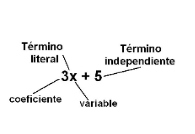 Término
literal
Término
independiente
3x + 5
coeficiente
variable